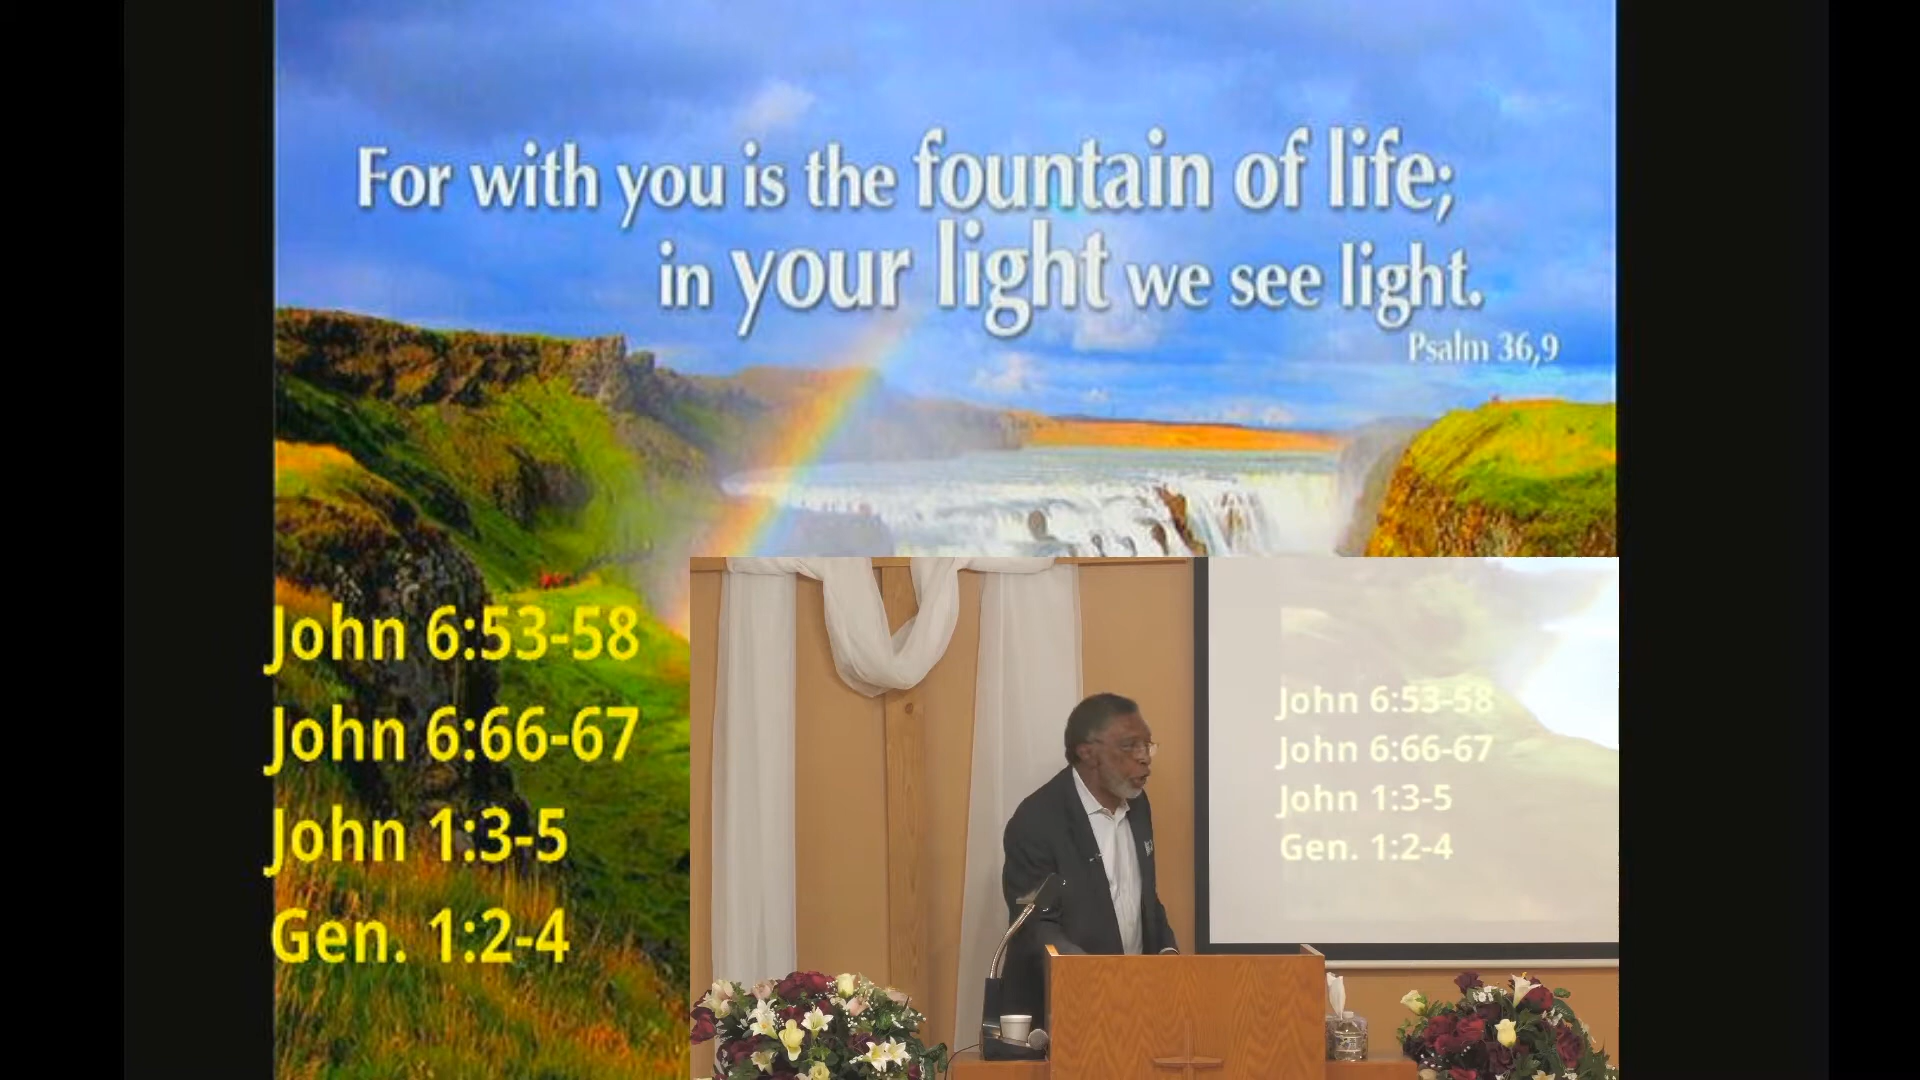 For with you is the fountain of life;
in your light we see light.
Psalm 36,9
John 6:53-58
John 6:66-67
John 1:3-5
Gen. 1:2-4
John 6:53-58
John 6:66-67
John 1:3-5
Gen. 1:2-4